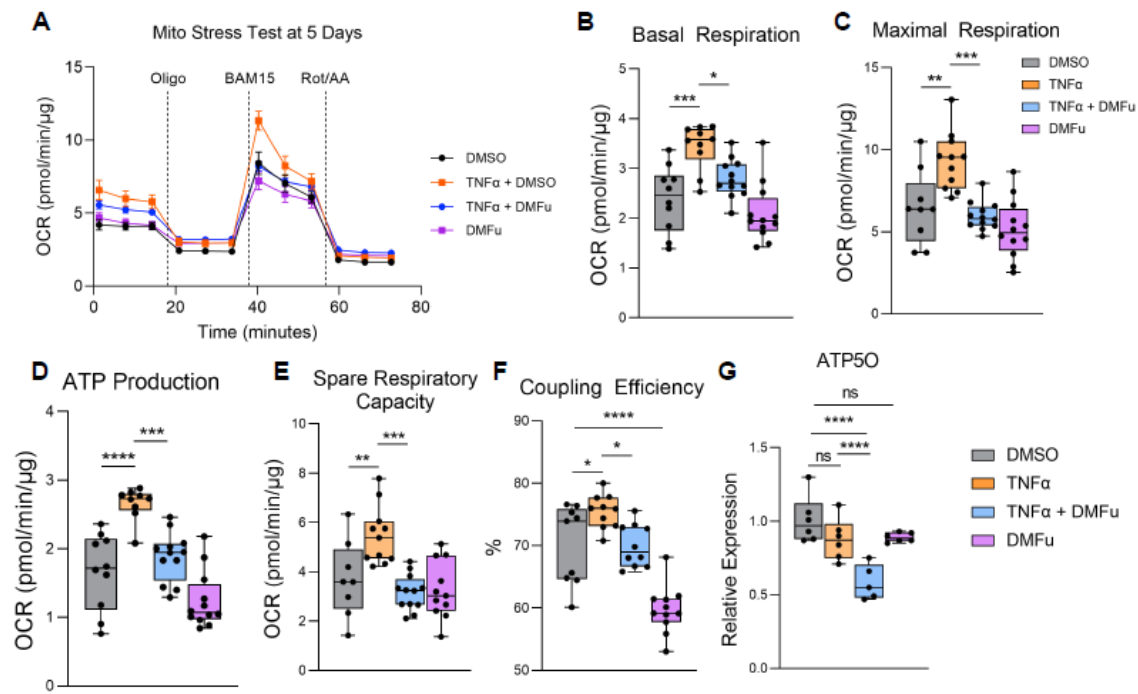 A
Mito Stress Test at 5 Days
Oligo
BAM15
Rot/AA
15
10
5
0
OCR (pmol/min/µg)
0
20
40
60
80
Time (minutes)
DMSO
TNFα + DMSO
TNFα + DMFu
DMFu
B
Basal Respiration
***
*
5
4
3
2
1
0
OCR (pmol/min/µg)
C
Maximal Respiration
**
***
15
10
5
0
OCR (pmol/min/µg)
DMSO
TNFα
TNFα + DMFu
DMFu
D
ATP Production
****
***
4
3
2
1
0
OCR (pmol/min/µg)
E
Spare Respiratory
Capacity
**
***
10
8
6
4
2
0
OCR (pmol/min/µg)
F
Coupling Efficiency
****
*
*
90
80
70
60
50
%
G
ATP5O
ns
****
ns
****
1.5
1.0
0.5
0.0
Relative Expression
DMSO
TNFα
TNFα + DMFu
DMFu